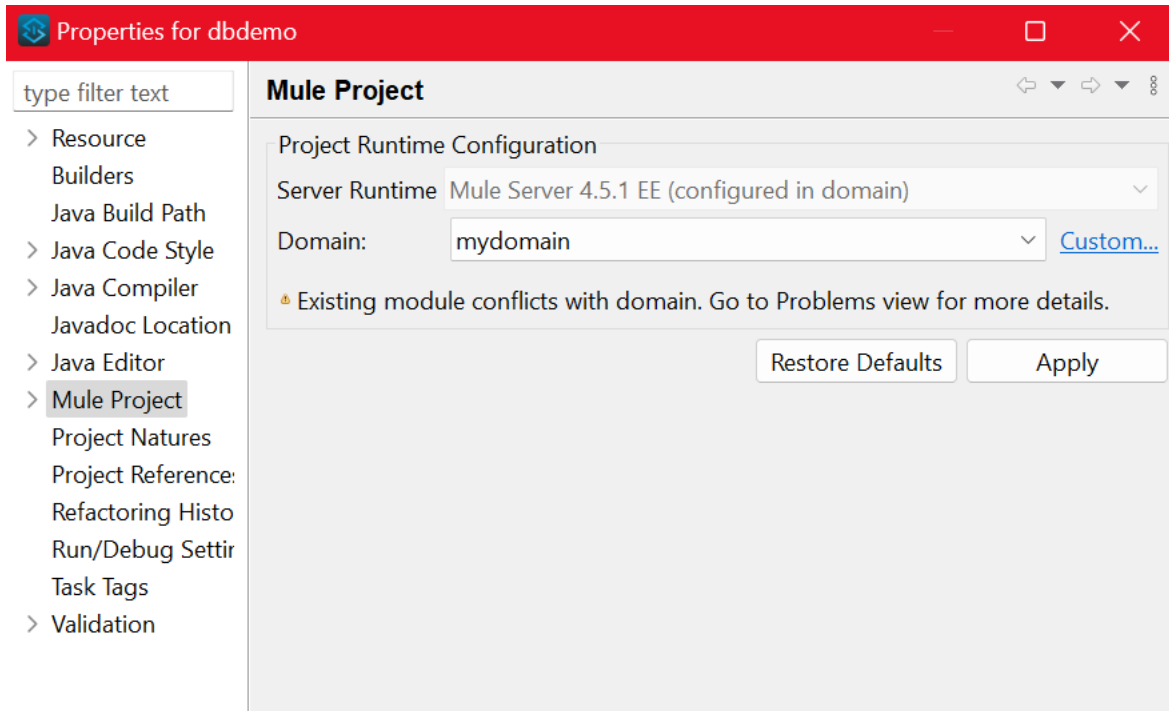 Properties for dbdemo
type filter text
Resource
Builders
Java Build Path
Java Code Style
Java Compiler
Javadoc Location
Java Editor
Mule Project
Project Natures
Project Reference
Refactoring Histo
Run/Debug Settin
Task Tags
Validation
Mule Project
Project Runtime Configuration
Server Runtime Mule Server 4.5.1 EE (configured in domain)
Domain: mydomain Custom...
Existing module conflicts with domain. Go to Problems view for more details.
Restore Defaults Apply